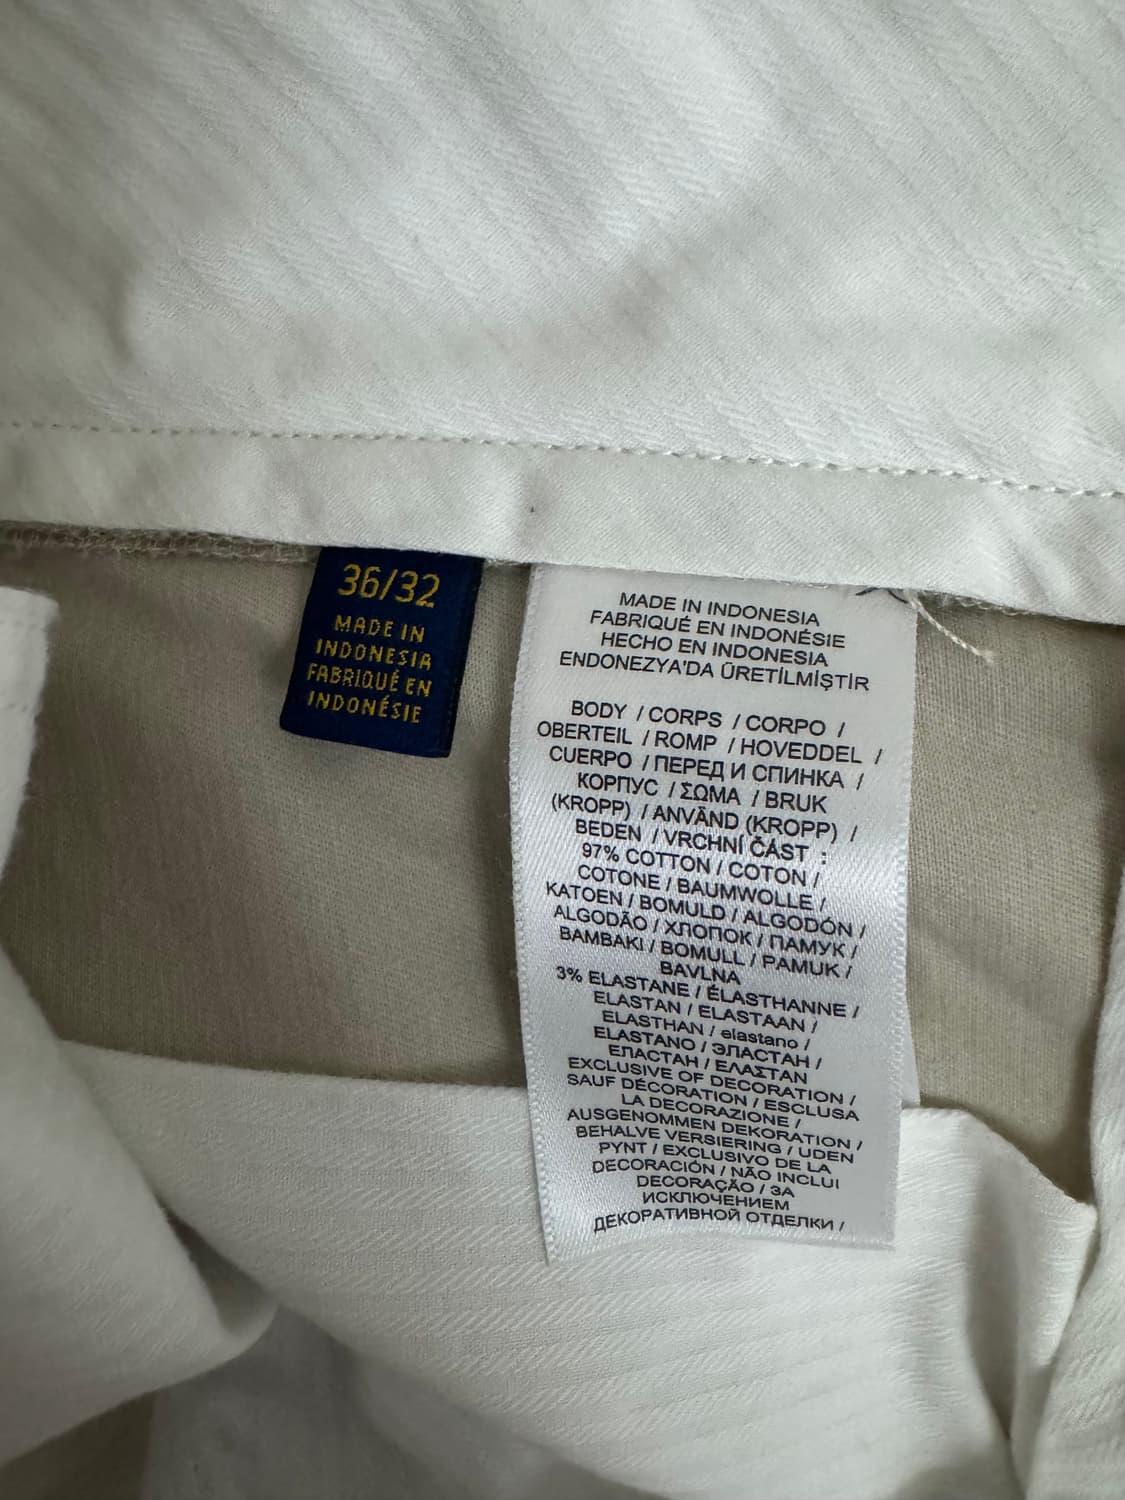 36/32
MADE IN
INDONESIA
FABRIQUÉ EN
INDONÉSIE
MADE IN INDONESIA
FABRIQUÉ EN INDONÉSIE
HECHO EN INDONESIA
ENDONEZYA'DA ÜRETİLMİŞTİR
BODY / CORPS / CORPO /
OBERTEIL / ROMP / HOVEDDEL /
CUERPO / ПЕРЕД И СПИНКА /
КОРПУС / ΣΩΜΑ / BRUK
(KROPP) / ANVÄND (KROPP) /
BEDEN / VRCHNÍ ČÁST :
97% COTTON / COTON /
COTONE / BAUMWOLLE /
KATOEN / BOMULD / ALGODÓN /
ALGODÃO / ХЛОПОК / ПАМУК /
BAMBAKI / BOMULL / PAMUK /
BAVLNA
3% ELASTANE / ÉLASTHANNE /
ELASTAN / ELASTAAN /
ELASTHAN / elastano /
ELASTANO / ЭЛАСТАН /
ЕЛАСТАН / ΕΛΑΣΤΑΝ
EXCLUSIVE OF DECORATION /
SAUF DÉCORATION / ESCLUSA
LA DECORAZIONE /
AUSGENOMMEN DEKORATION /
BEHALVE VERSIERING / UDEN
PYNT / EXCLUSIVO DE LA
DECORACIÓN / NÃO INCLUI
DECORAÇÃO / ЗА
ИСКЛЮЧЕНИЕМ
ДЕКОРАТИВНОЙ ОТДЕЛКИ /